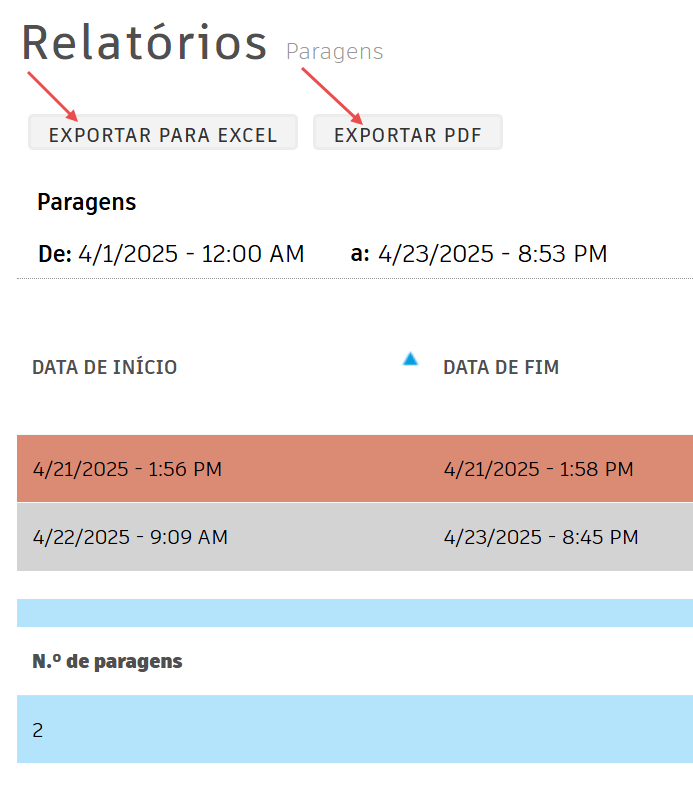 Relatórios Paragens
EXPORTAR PARA EXCEL EXPORTAR PDF
Paragens
De: 4/1/2025 - 12:00 AM a: 4/23/2025 - 8:53 PM
DATA DE INÍCIO DATA DE FIM
4/21/2025 - 1:56 PM 4/21/2025 - 1:58 PM
4/22/2025 - 9:09 AM 4/23/2025 - 8:45 PM
N.º de paragens
2